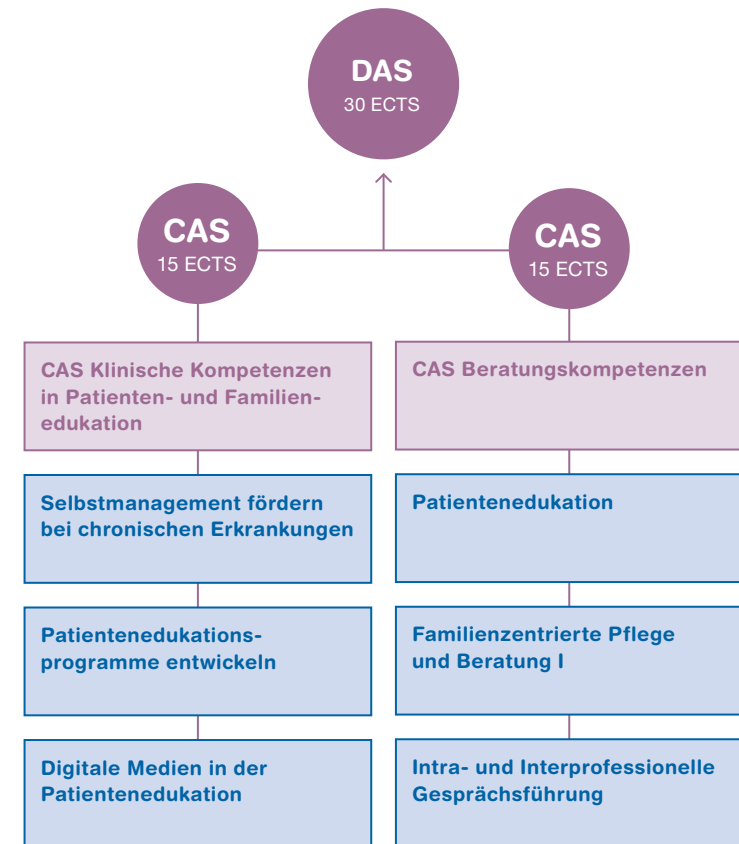 DAS
30 ECTS
CAS
15 ECTS
CAS
15 ECTS
CAS Klinische Kompetenzen
in Patienten- und Familien-
edukation
Selbstmanagement fördern
bei chronischen Erkrankungen
Patientenedukations-
programme entwickeln
Digitale Medien in der
Patientenedukation
CAS Beratungskompetenzen
Patientenedukation
Familienzentrierte Pflege
und Beratung I
Intra- und Interprofessionelle
Gesprächsführung